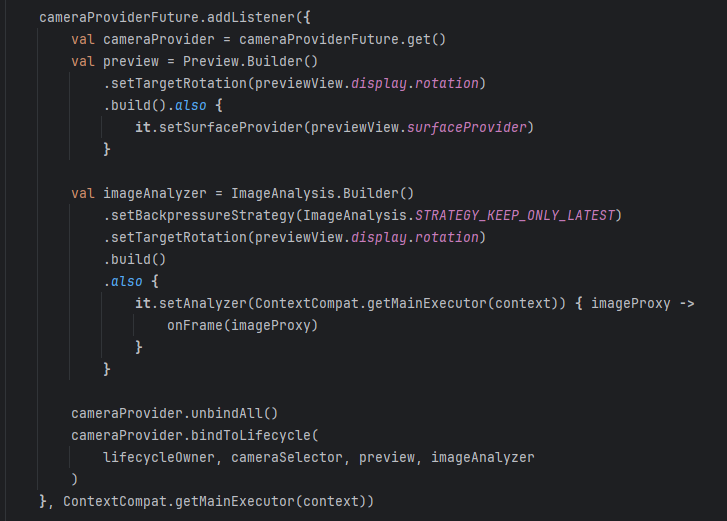 cameraProviderFuture.addListener({
    val cameraProvider = cameraProviderFuture.get()
    val preview = Preview.Builder()
        .setTargetRotation(previewView.display.rotation)
        .build().also {
            it.setSurfaceProvider(previewView.surfaceProvider)
        }

    val imageAnalyzer = ImageAnalysis.Builder()
        .setBackpressureStrategy(ImageAnalysis.STRATEGY_KEEP_ONLY_LATEST)
        .setTargetRotation(previewView.display.rotation)
        .build()
        .also {
            it.setAnalyzer(ContextCompat.getMainExecutor(context)) { imageProxy ->
                onFrame(imageProxy)
            }
        }

    cameraProvider.unbindAll()
    cameraProvider.bindToLifecycle(
        lifecycleOwner, cameraSelector, preview, imageAnalyzer
    )
}, ContextCompat.getMainExecutor(context))